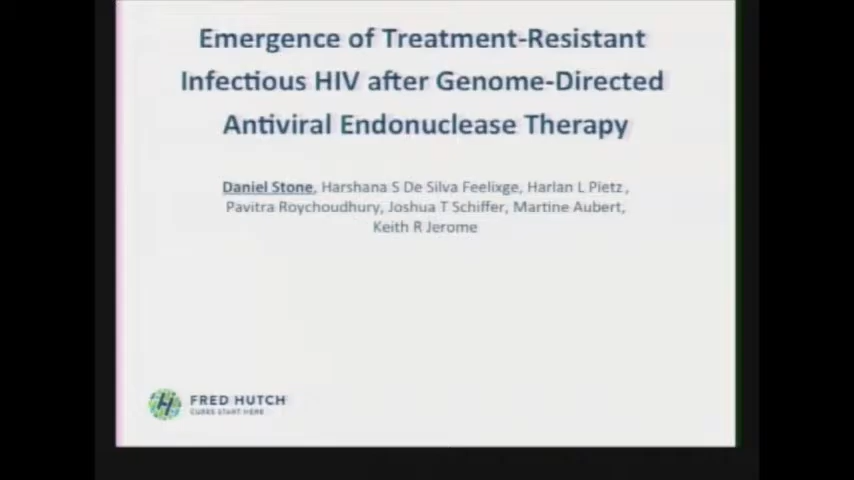 Emergence of Treatment-Resistant
Infectious HIV after Genome-Directed
Antiviral Endonuclease Therapy
Daniel Stone, Harshana S De Silva Feelixge, Harlan L Pietz,
Pavitra Roychoudhury, Joshua T Schiffer, Martine Aubert,
Keith R Jerome
FRED HUTCH
CURES START HERE